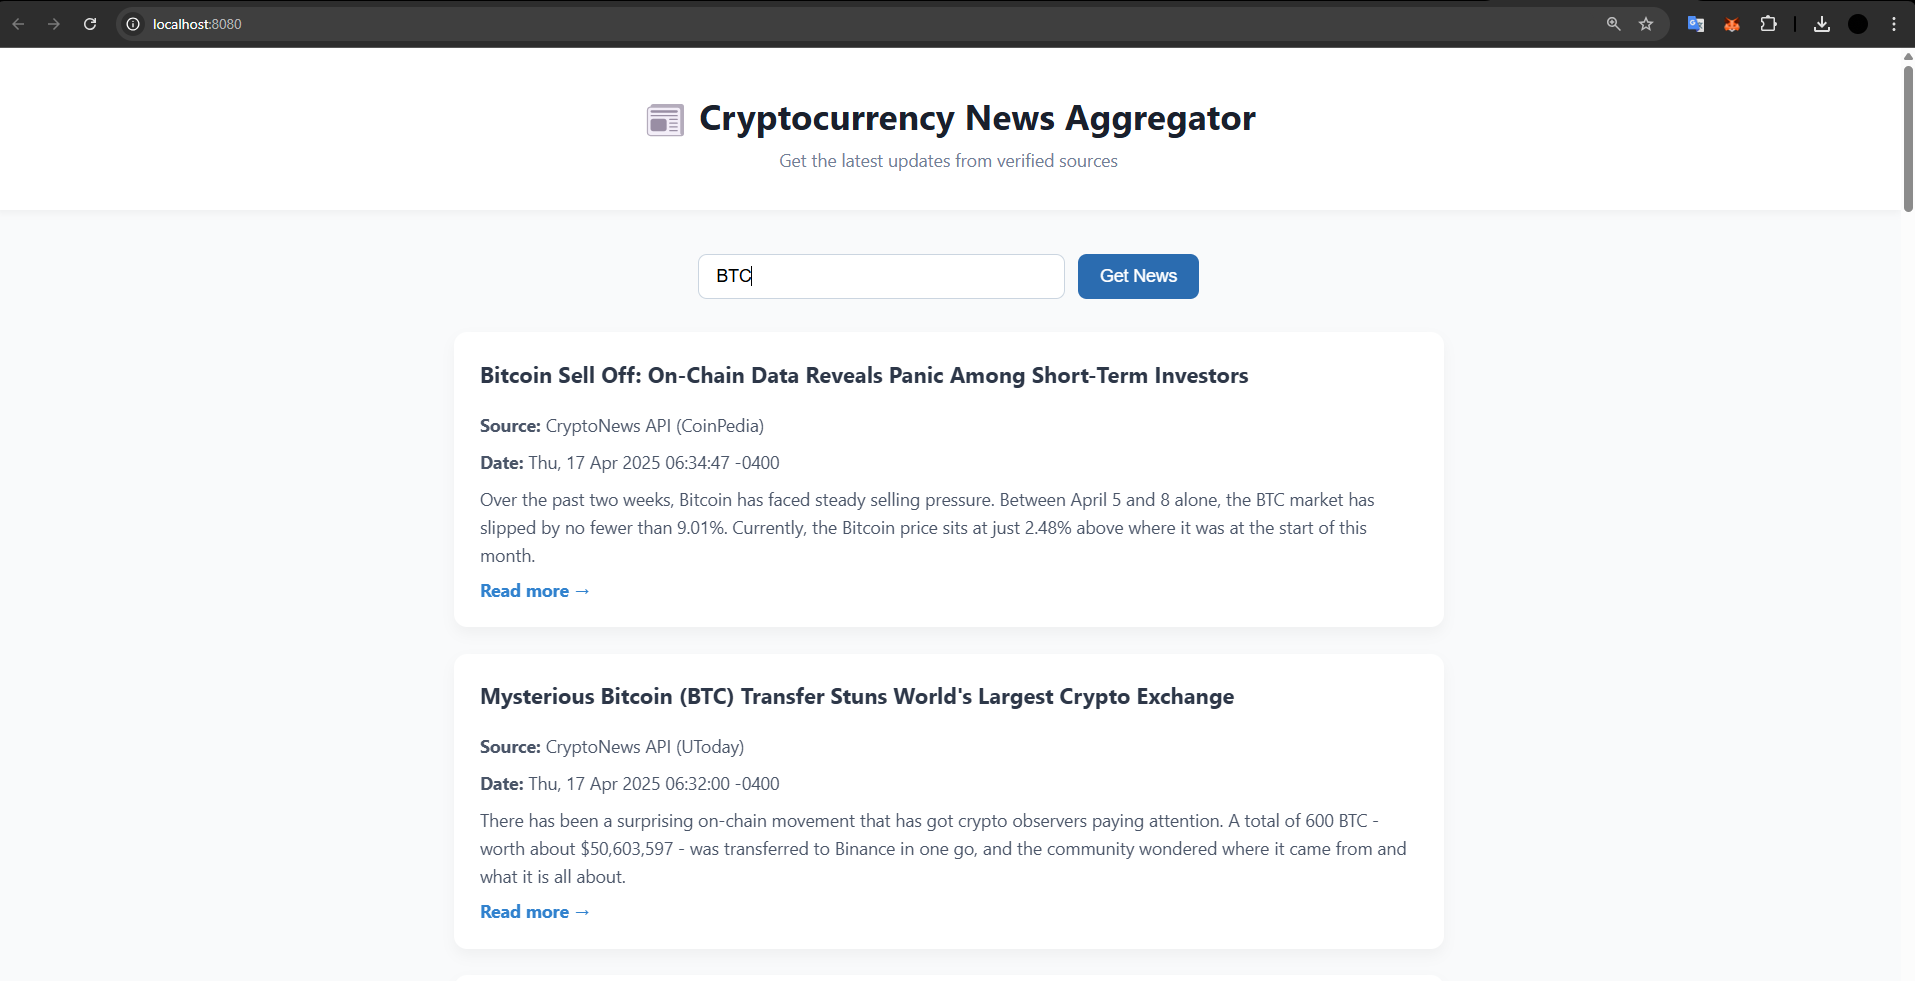 localhost:8080
Cryptocurrency News Aggregator
Get the latest updates from verified sources
BTC
Get News
Bitcoin Sell Off: On-Chain Data Reveals Panic Among Short-Term Investors
Source: CryptoNews API (CoinPedia)
Date: Thu, 17 Apr 2025 06:34:47 -0400
Over the past two weeks, Bitcoin has faced steady selling pressure. Between April 5 and 8 alone, the BTC market has
slipped by no fewer than 9.01%. Currently, the Bitcoin price sits at just 2.48% above where it was at the start of this
month.
Read more →
Mysterious Bitcoin (BTC) Transfer Stuns World's Largest Crypto Exchange
Source: CryptoNews API (UToday)
Date: Thu, 17 Apr 2025 06:32:00 -0400
There has been a surprising on-chain movement that has got crypto observers paying attention. A total of 600 BTC -
worth about $50,603,597 - was transferred to Binance in one go, and the community wondered where it came from and
what it is all about.
Read more →